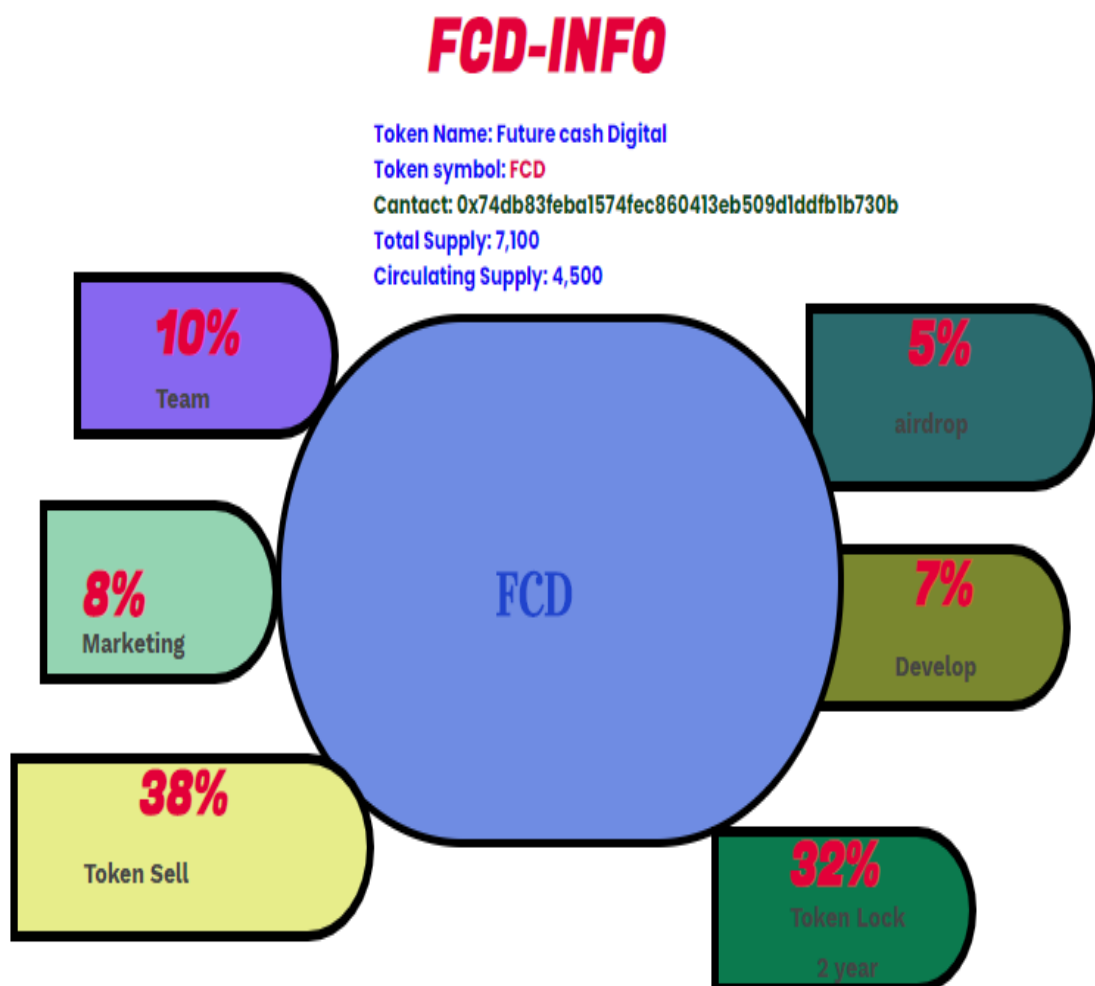 FCD-INFO
Token Name: Future cash Digital
Token symbol: FCD
Cantact: 0x74db83feba1574fec860413eb509d1ddfb1b730b
Total Supply: 7,100
Circulating Supply: 4,500
10%
Team
5%
airdrop
8%
Marketing
FCD
7%
Develop
38%
Token Sell
32%
Token Lock
2 year